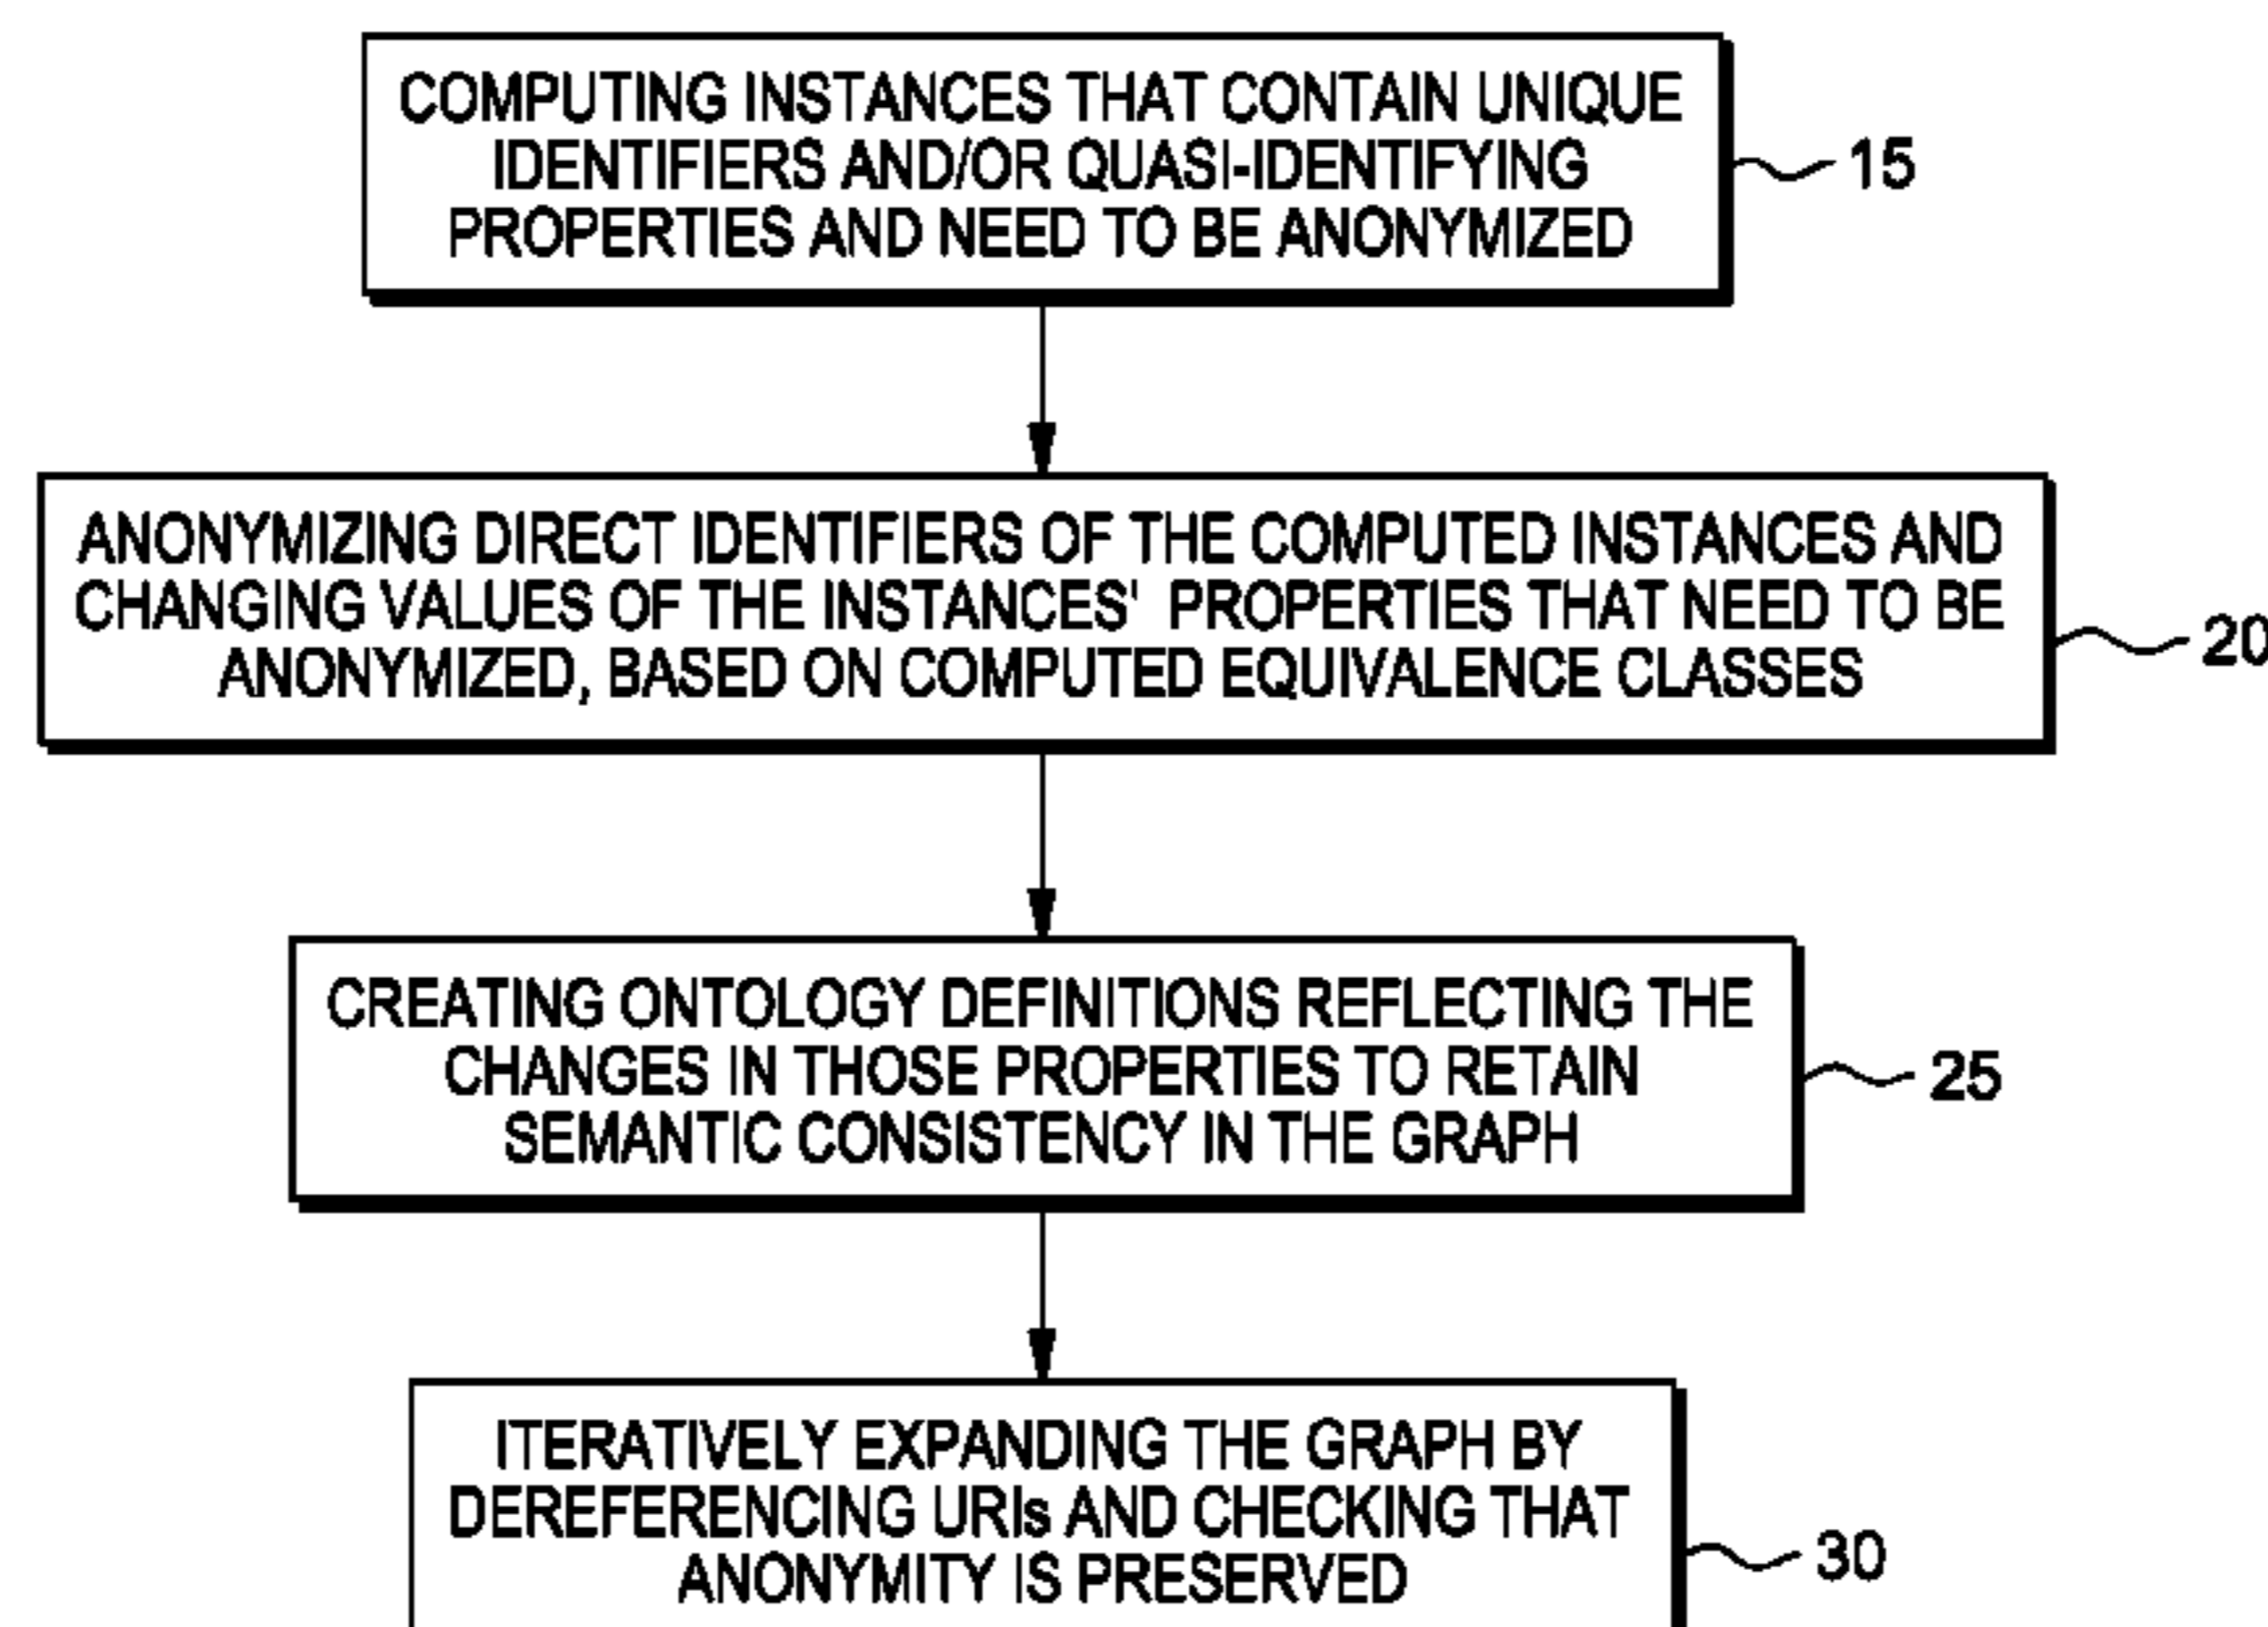 COMPUTING INSTANCES THAT CONTAIN UNIQUE
IDENTIFIERS AND/OR QUASI-IDENTIFYING
PROPERTIES AND NEED TO BE ANONYMIZED
15
ANONYMIZING DIRECT IDENTIFIERS OF THE COMPUTED INSTANCES AND
CHANGING VALUES OF THE INSTANCES' PROPERTIES THAT NEED TO BE
ANONYMIZED, BASED ON COMPUTED EQUIVALENCE CLASSES
20
CREATING ONTOLOGY DEFINITIONS REFLECTING THE
CHANGES IN THOSE PROPERTIES TO RETAIN
SEMANTIC CONSISTENCY IN THE GRAPH
25
ITERATIVELY EXPANDING THE GRAPH BY
DEREFERENCING URIs AND CHECKING THAT
ANONYMITY IS PRESERVED
30